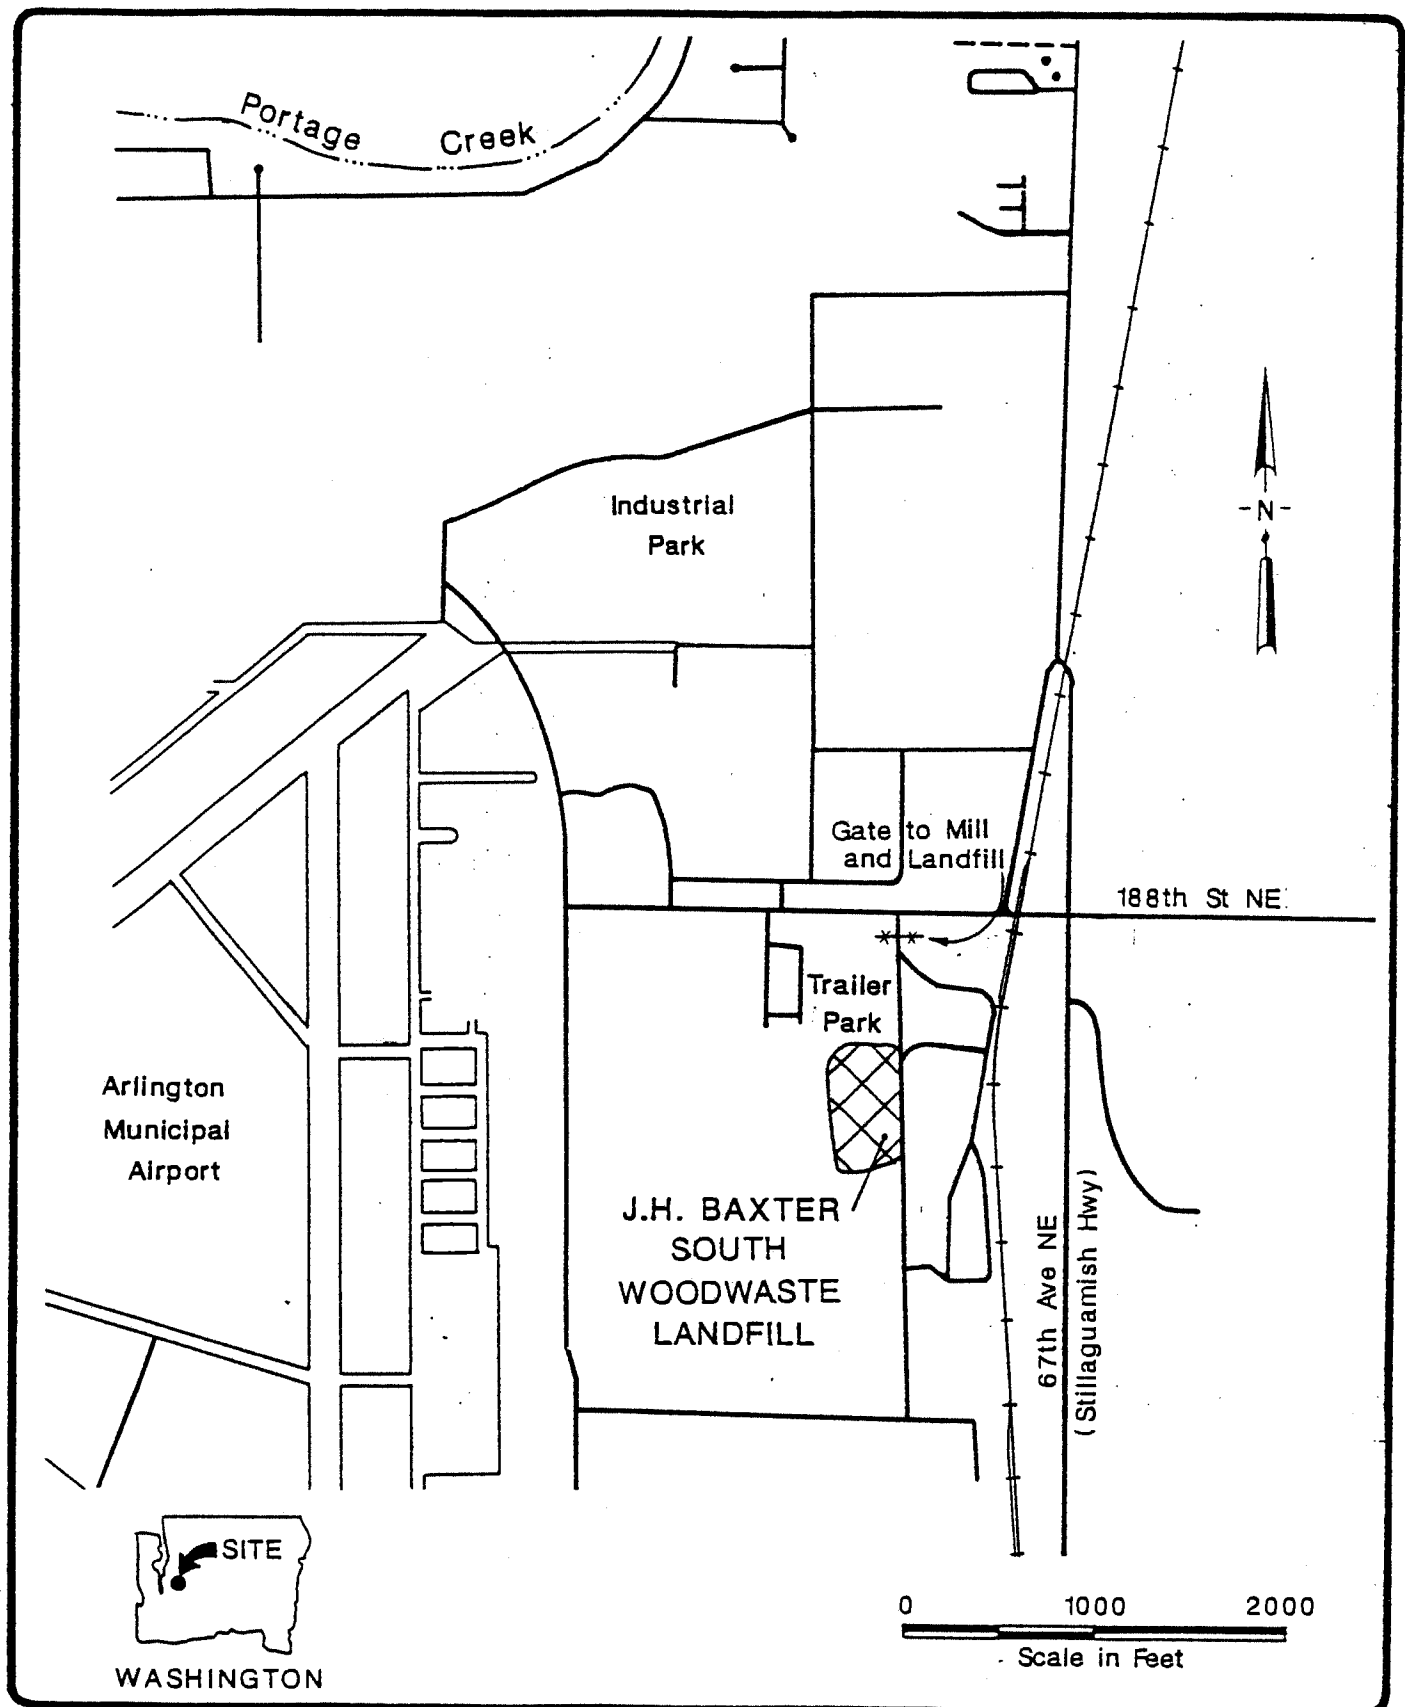 Portage Creek
Industrial
Park
-N-
Gate to Mill
and Landfill
188th St NE
Trailer
Park
Arlington
Municipal
Airport
J.H. BAXTER
SOUTH
WOODWASTE
LANDFILL
67th Ave NE
(Stillaguamish Hwy)
SITE
WASHINGTON
0 1000 2000
Scale in Feet